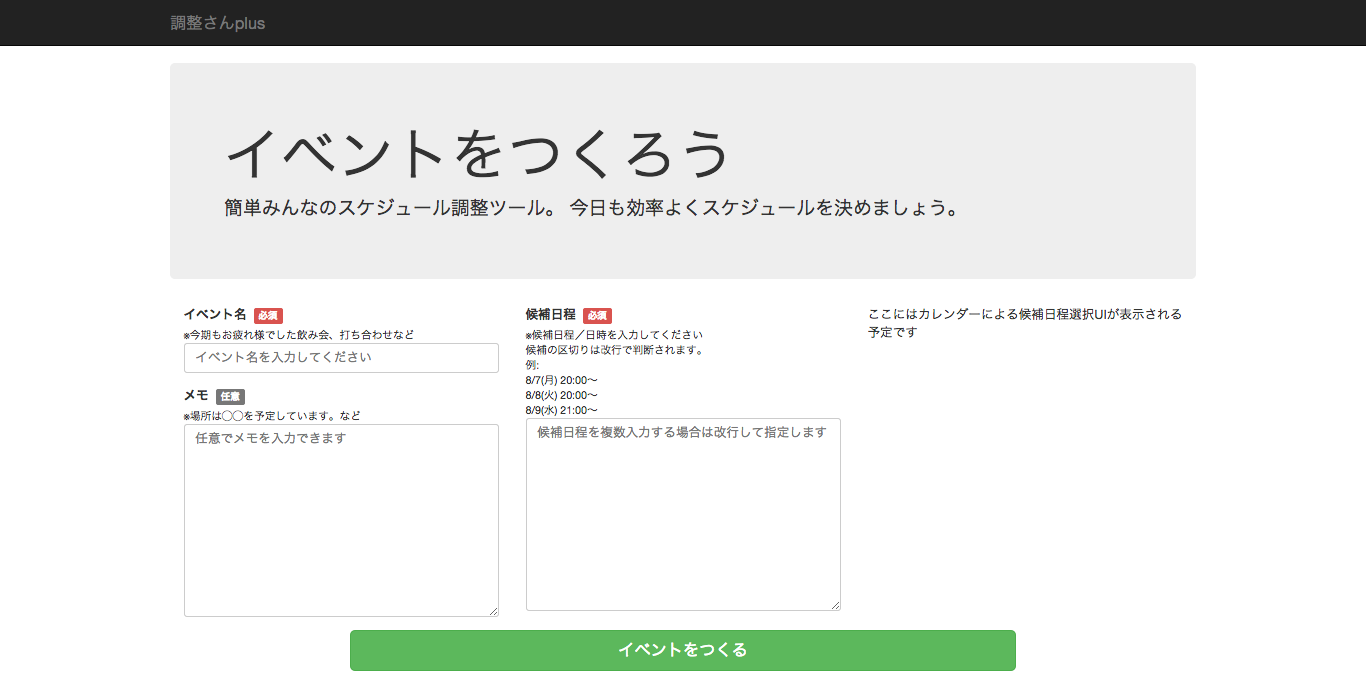 調整さんplus
イベントをつくろう
簡単みんなのスケジュール調整ツール。 今日も効率よくスケジュールを決めましょう。
イベント名 必須
※今期もお疲れ様でした飲み会、打ち合わせなど
イベント名を入力してください
メモ 任意
※場所は◯◯を予定しています。など
任意でメモを入力できます
候補日程 必須
※候補日程／日時を入力してください
候補の区切りは改行で判断されます。
例:
8/7(月) 20:00〜
8/8(火) 20:00〜
8/9(水) 21:00〜
候補日程を複数入力する場合は改行して指定します
ここにはカレンダーによる候補日程選択UIが表示される
予定です
イベントをつくる